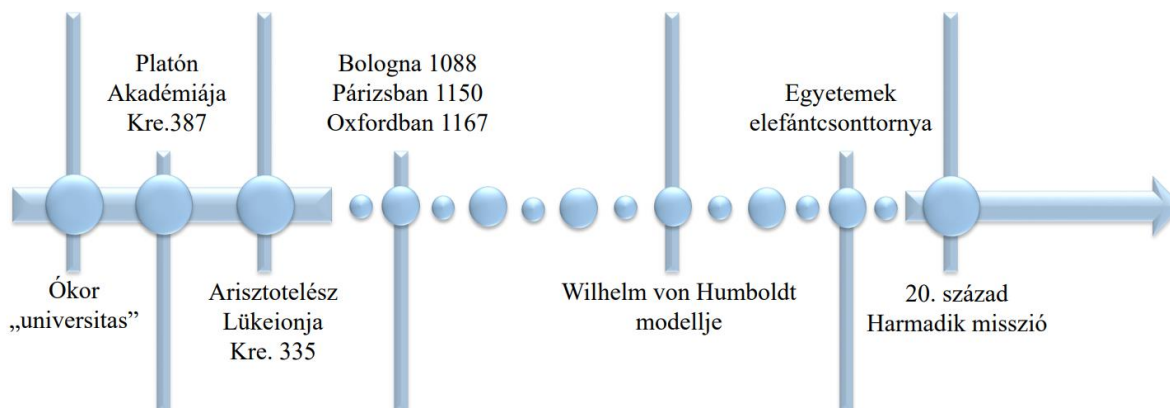 Ókor
„universitas”
Platón
Akadémiája
Kre.387
Arisztotelész
Lükeionja
Kre. 335
Bologna 1088
Párizsban 1150
Oxfordban 1167
Wilhelm von Humboldt
modellje
Egyetemek
elefántcsonttornya
20. század
Harmadik misszió